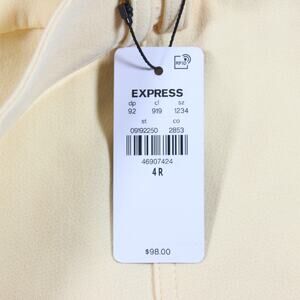 RFID
EXPRESS
dp cl sz
92 919 1234
st co
09192250 2853
46907424
4 R
$98.00